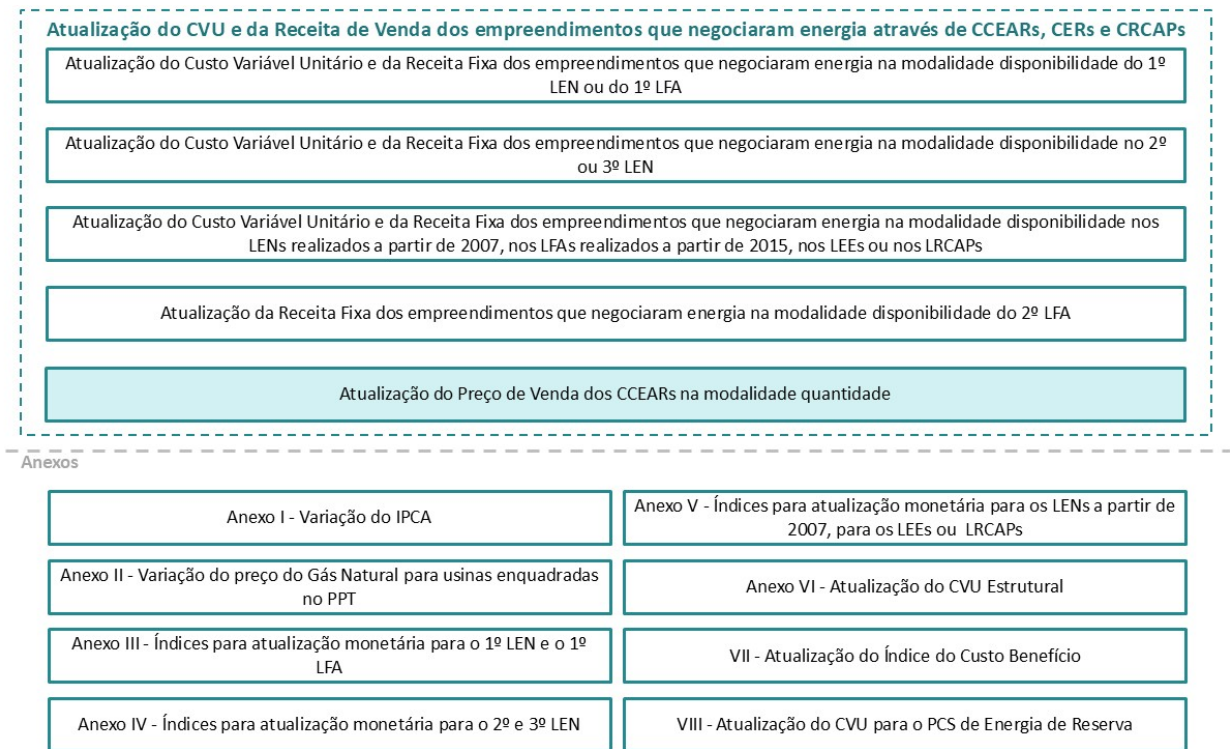 Atualização do CVU e da Receita de Venda dos empreendimentos que negociaram energia através de CCEARs, CERs e CRCAPs
Atualização do Custo Variável Unitário e da Receita Fixa dos empreendimentos que negociaram energia na modalidade disponibilidade do 1º
LEN ou do 1º LFA
Atualização do Custo Variável Unitário e da Receita Fixa dos empreendimentos que negociaram energia na modalidade disponibilidade no 2º
ou 3º LEN
Atualização do Custo Variável Unitário e da Receita Fixa dos empreendimentos que negociaram energia na modalidade disponibilidade nos
LENs realizados a partir de 2007, nos LFAs realizados a partir de 2015, nos LEEs ou nos LRCAPs
Atualização da Receita Fixa dos empreendimentos que negociaram energia na modalidade disponibilidade do 2º LFA
Atualização do Preço de Venda dos CCEARs na modalidade quantidade
Anexos
Anexo I - Variação do IPCA
Anexo II - Variação do preço do Gás Natural para usinas enquadradas
no PPT
Anexo III - Índices para atualização monetária para o 1º LEN e o 1º
LFA
Anexo IV - Índices para atualização monetária para o 2º e 3º LEN
Anexo V - Índices para atualização monetária para os LENs a partir de
2007, para os LEEs ou LRCAPs
Anexo VI - Atualização do CVU Estrutural
VII - Atualização do Índice do Custo Benefício
VIII - Atualização do CVU para o PCS de Energia de Reserva